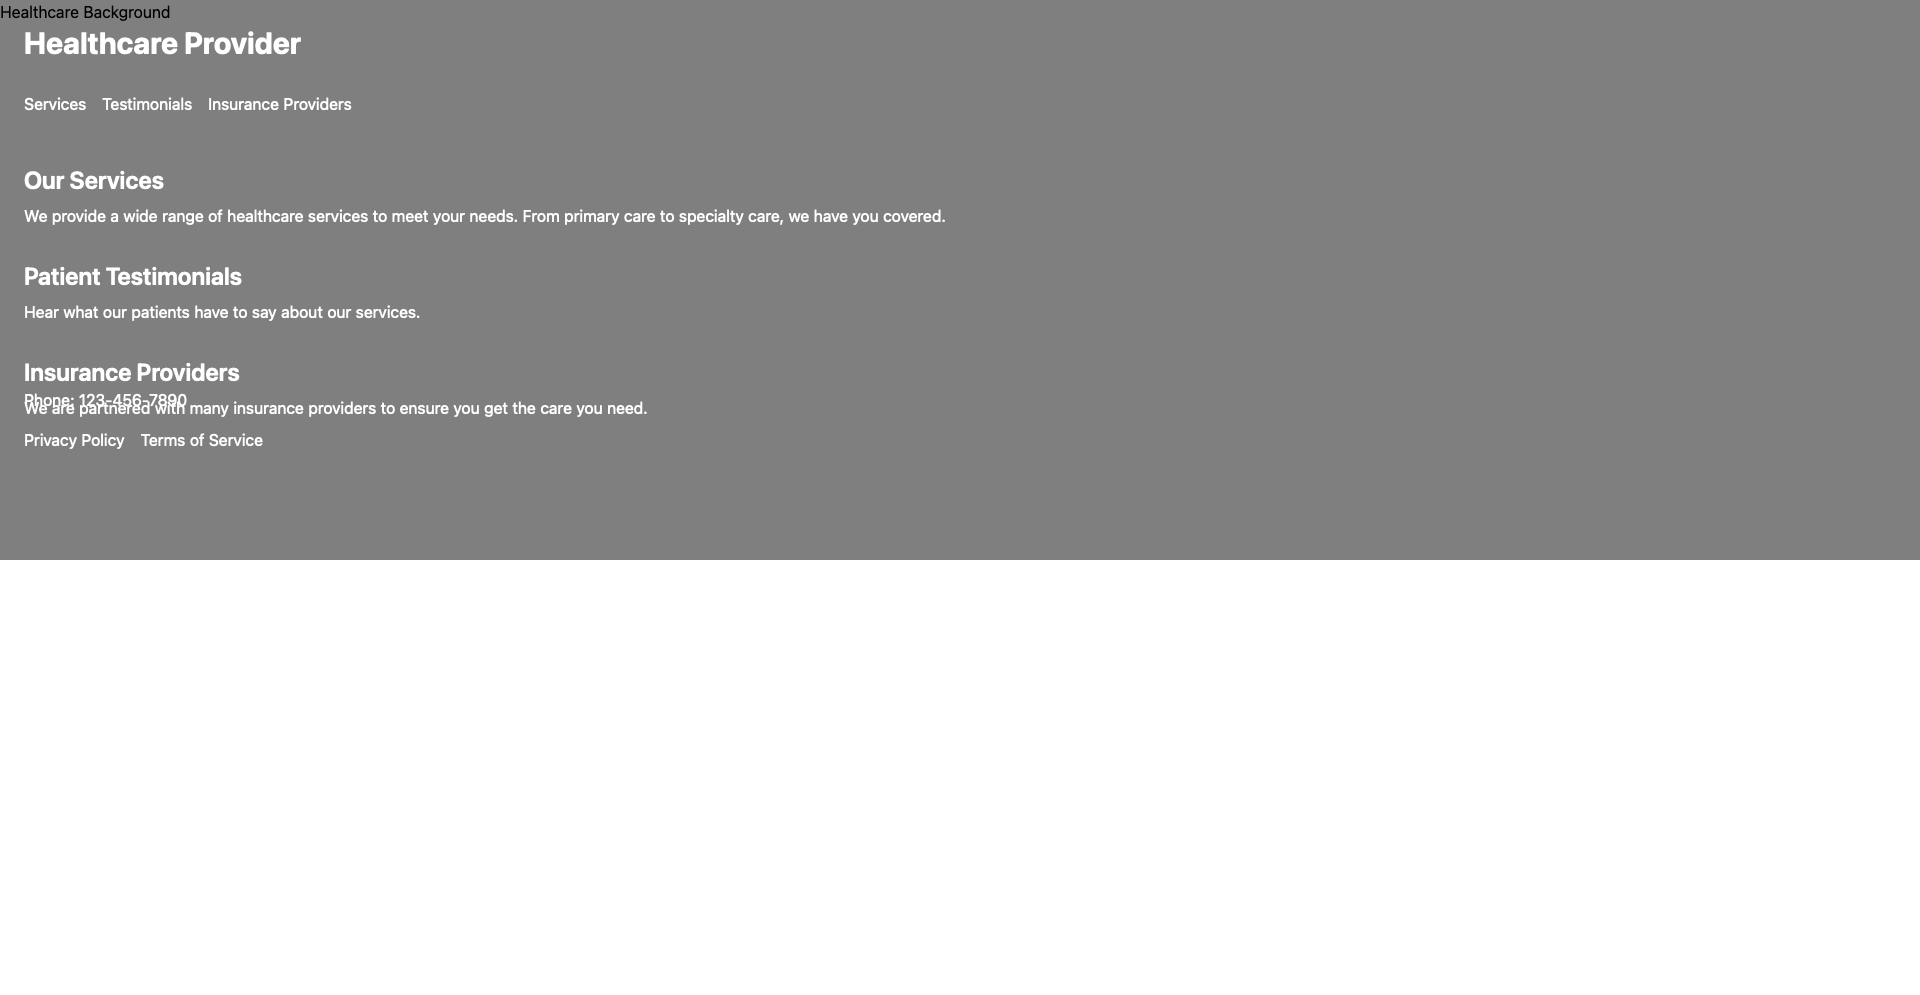 Healthcare Background
Healthcare Provider
Services Testimonials Insurance Providers
Our Services
We provide a wide range of healthcare services to meet your needs. From primary care to specialty care, we have you covered.
Patient Testimonials
Hear what our patients have to say about our services.
Insurance Providers
Phone: 123-456-7890
We are partnered with many insurance providers to ensure you get the care you need.
Privacy Policy Terms of Service